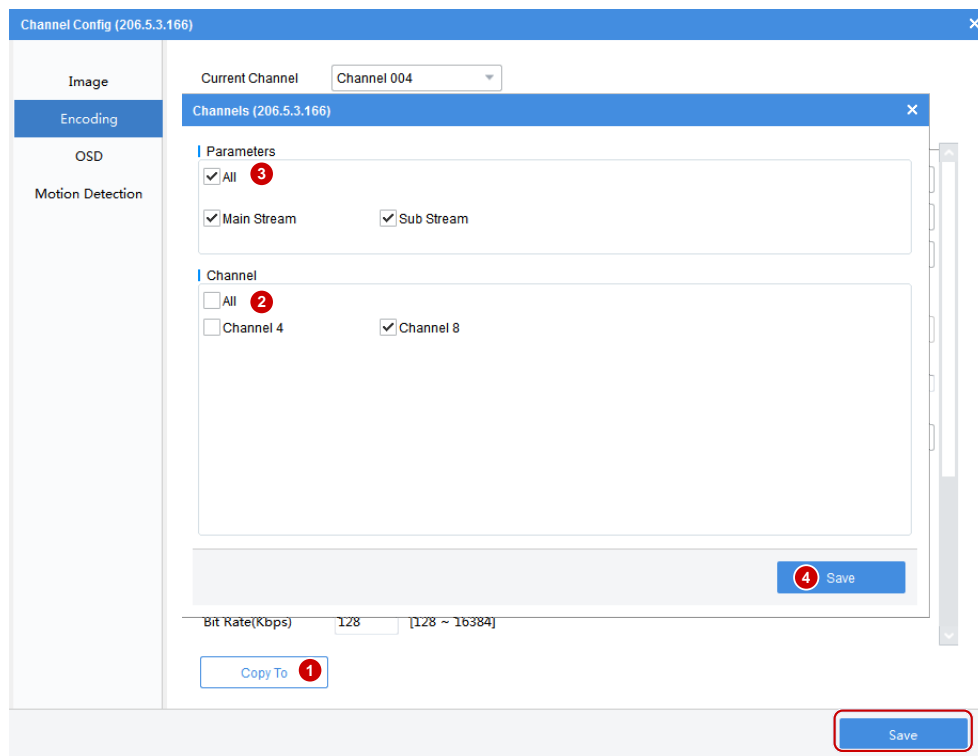 Channel Config (206.5.3.166)
Image
Encoding
OSD
Motion Detection
Current Channel Channel 004
Channels (206.5.3.166)
Parameters
All 3
Main Stream Sub Stream
Channel
All 2
Channel 4 Channel 8
4 Save
Bit Rate(Kbps) 128 [128 ~ 16384]
Copy To 1
Save